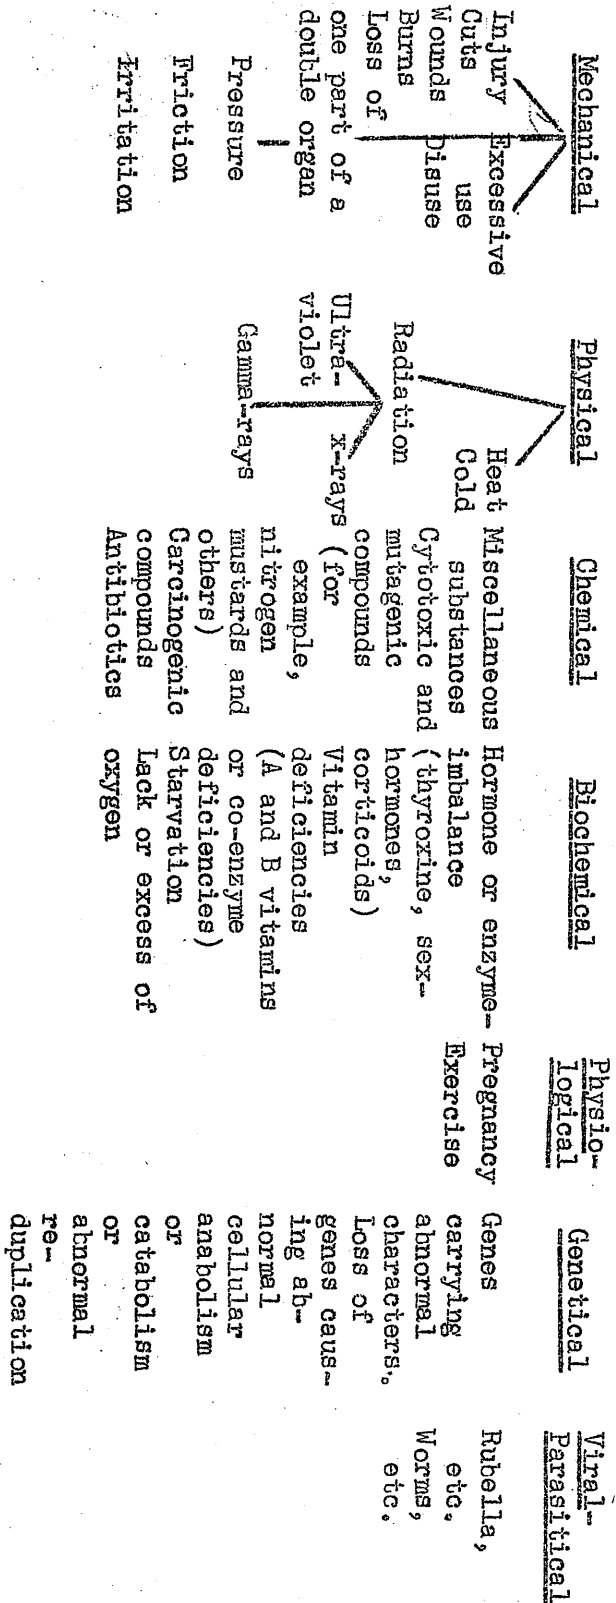 Mechanical
Injury Excessive
Cuts use
Wounds Disuse
Burns
Loss of
one part of a
double organ
Pressure
Friction
Irritation
Physical
Heat
Cold
Radiation
Ultra- x-rays
violet
Gamma-rays
Chemical
Miscellaneous
substances
Cytotoxic and
mutagenic
compounds
(for
example,
nitrogen
mustards and
others)
Carcinogenic
compounds
Antibiotics
Biochemical
Hormone or enzyme-
imbalance
(thyroxine, sex-
hormones,
corticoids)
Vitamin
deficiencies
(A and B vitamins
or co-enzyme
deficiencies)
Starvation
Lack or excess of
oxygen
Physio-
logical
Pregnancy
Exercise
Genetical
Genes
carrying
abnormal
characters.
Loss of
genes caus-
ing ab-
normal
cellular
anabolism
or
catabolism
or
abnormal
re-
duplication
Viral-
Parasitical
Rubella,
etc.
Worms,
etc.